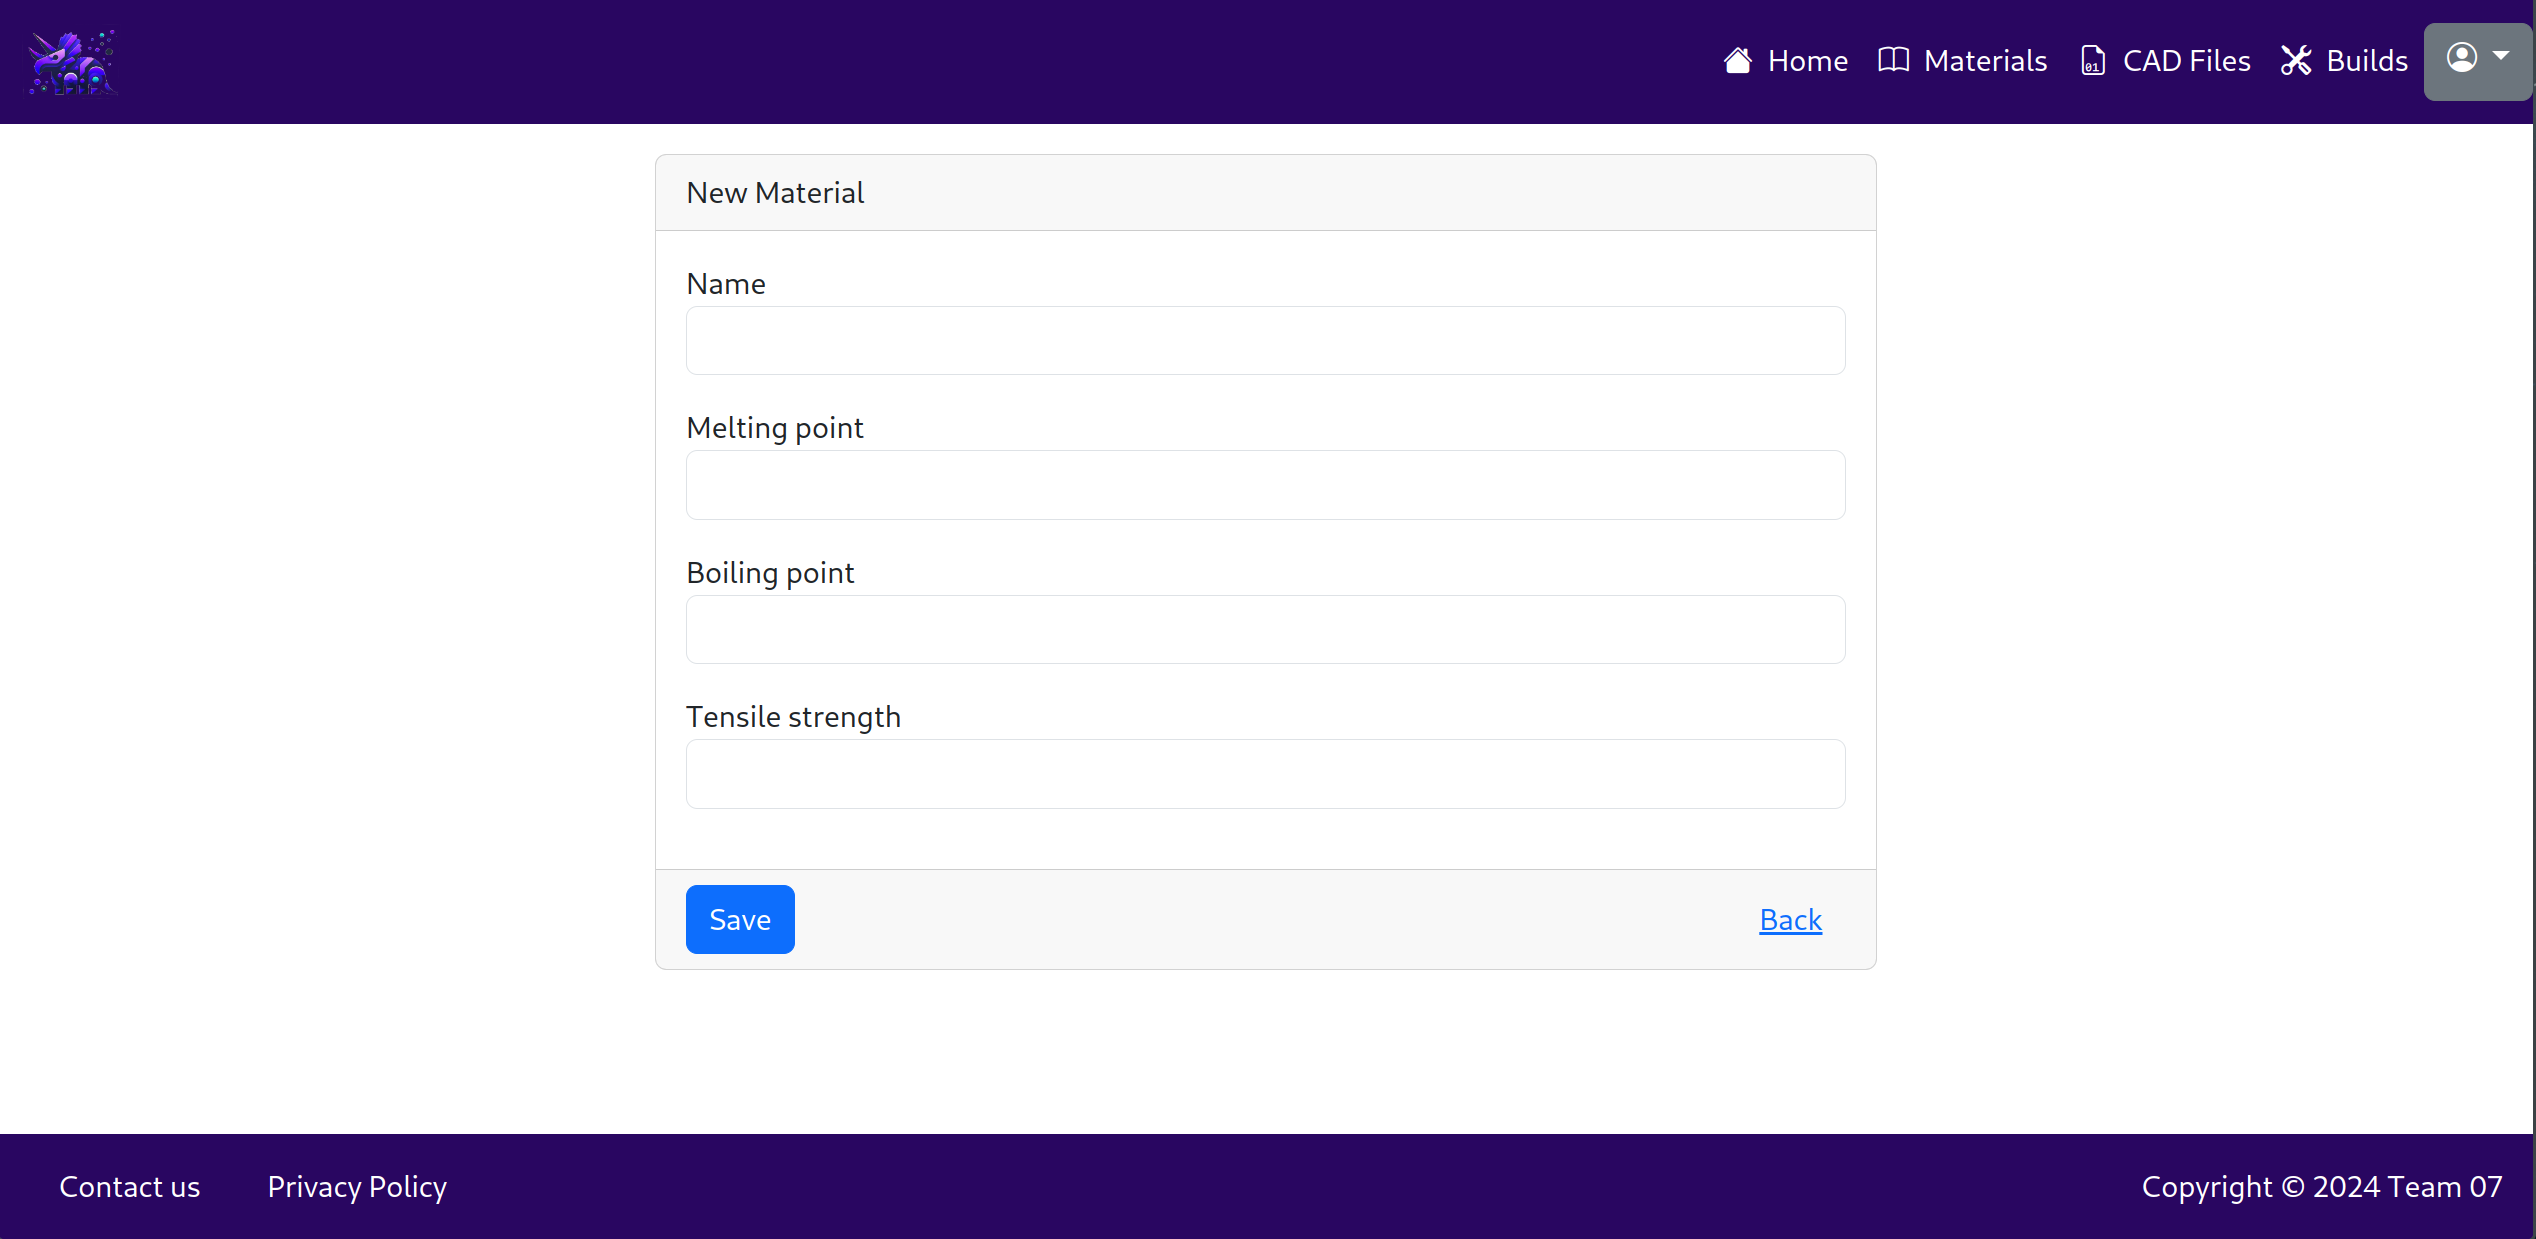 Home Materials CAD Files Builds
New Material
Name
Melting point
Boiling point
Tensile strength
Save Back
Contact us Privacy Policy Copyright © 2024 Team 07